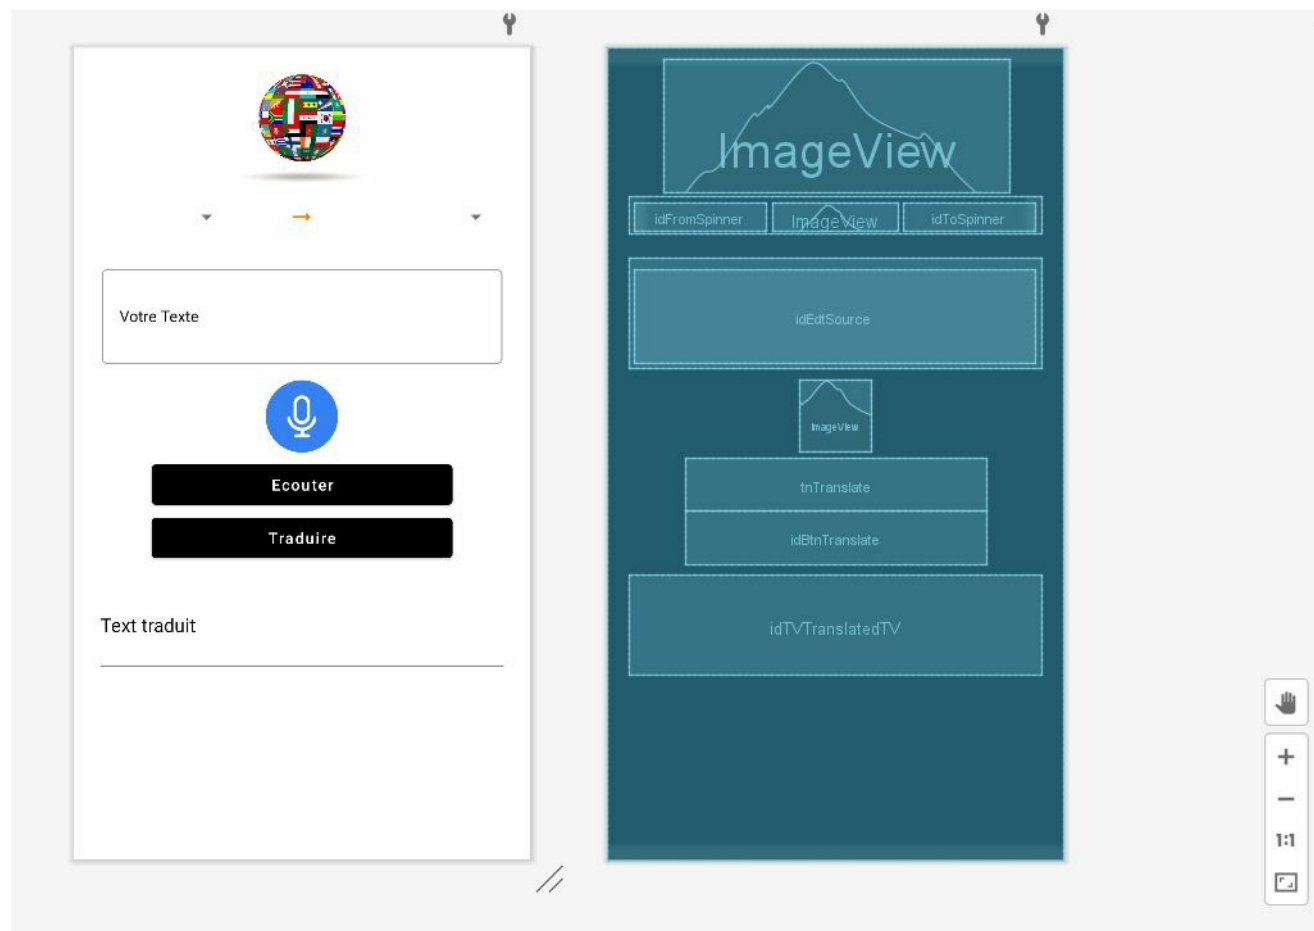 ImageView
idFromSpinner ImageView idToSpinner
Votre Texte
idEdtSource
ImageView
Ecouter
tnTranslate
Traduire
idBtnTranslate
Text traduit
idTVTranslatedTV
1:1